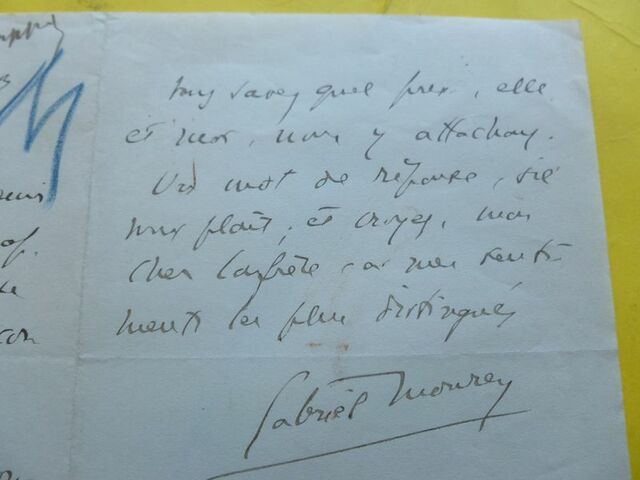 vous savez quel prix, elle
et moi, nous y attachons.
Un mot de réponse, s'il
vous plaît, et croyez, mon
cher confrère, à mes senti-
ments les plus distingués
Gabriel Mourey